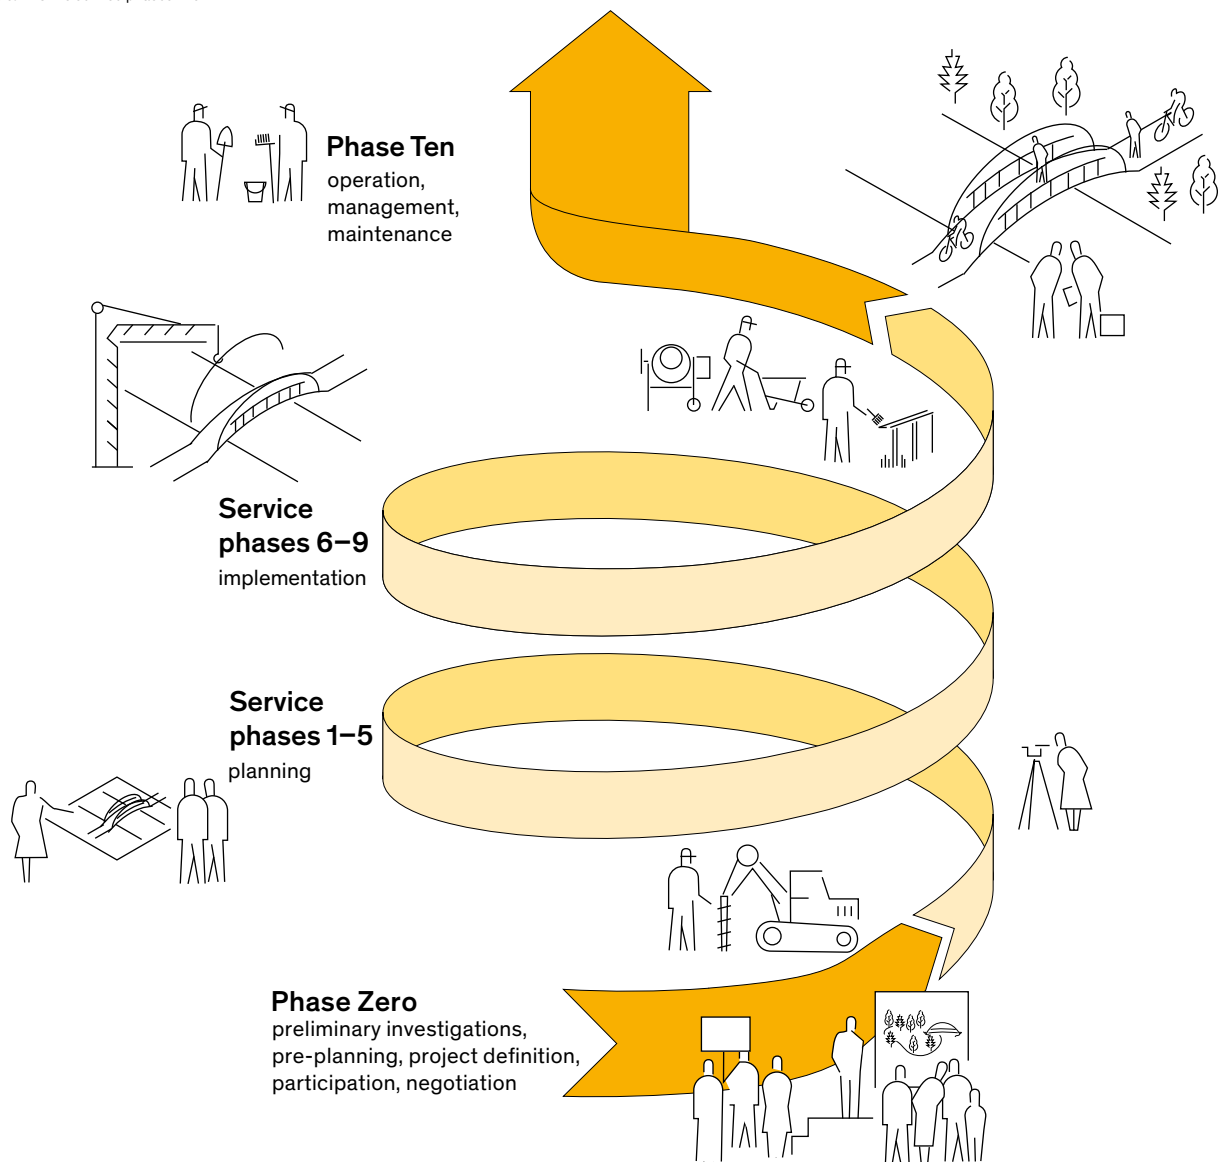 Phase Ten
operation,
management,
maintenance
Service
phases 6–9
implementation
Service
phases 1–5
planning
Phase Zero
preliminary investigations,
pre-planning, project definition,
participation, negotiation